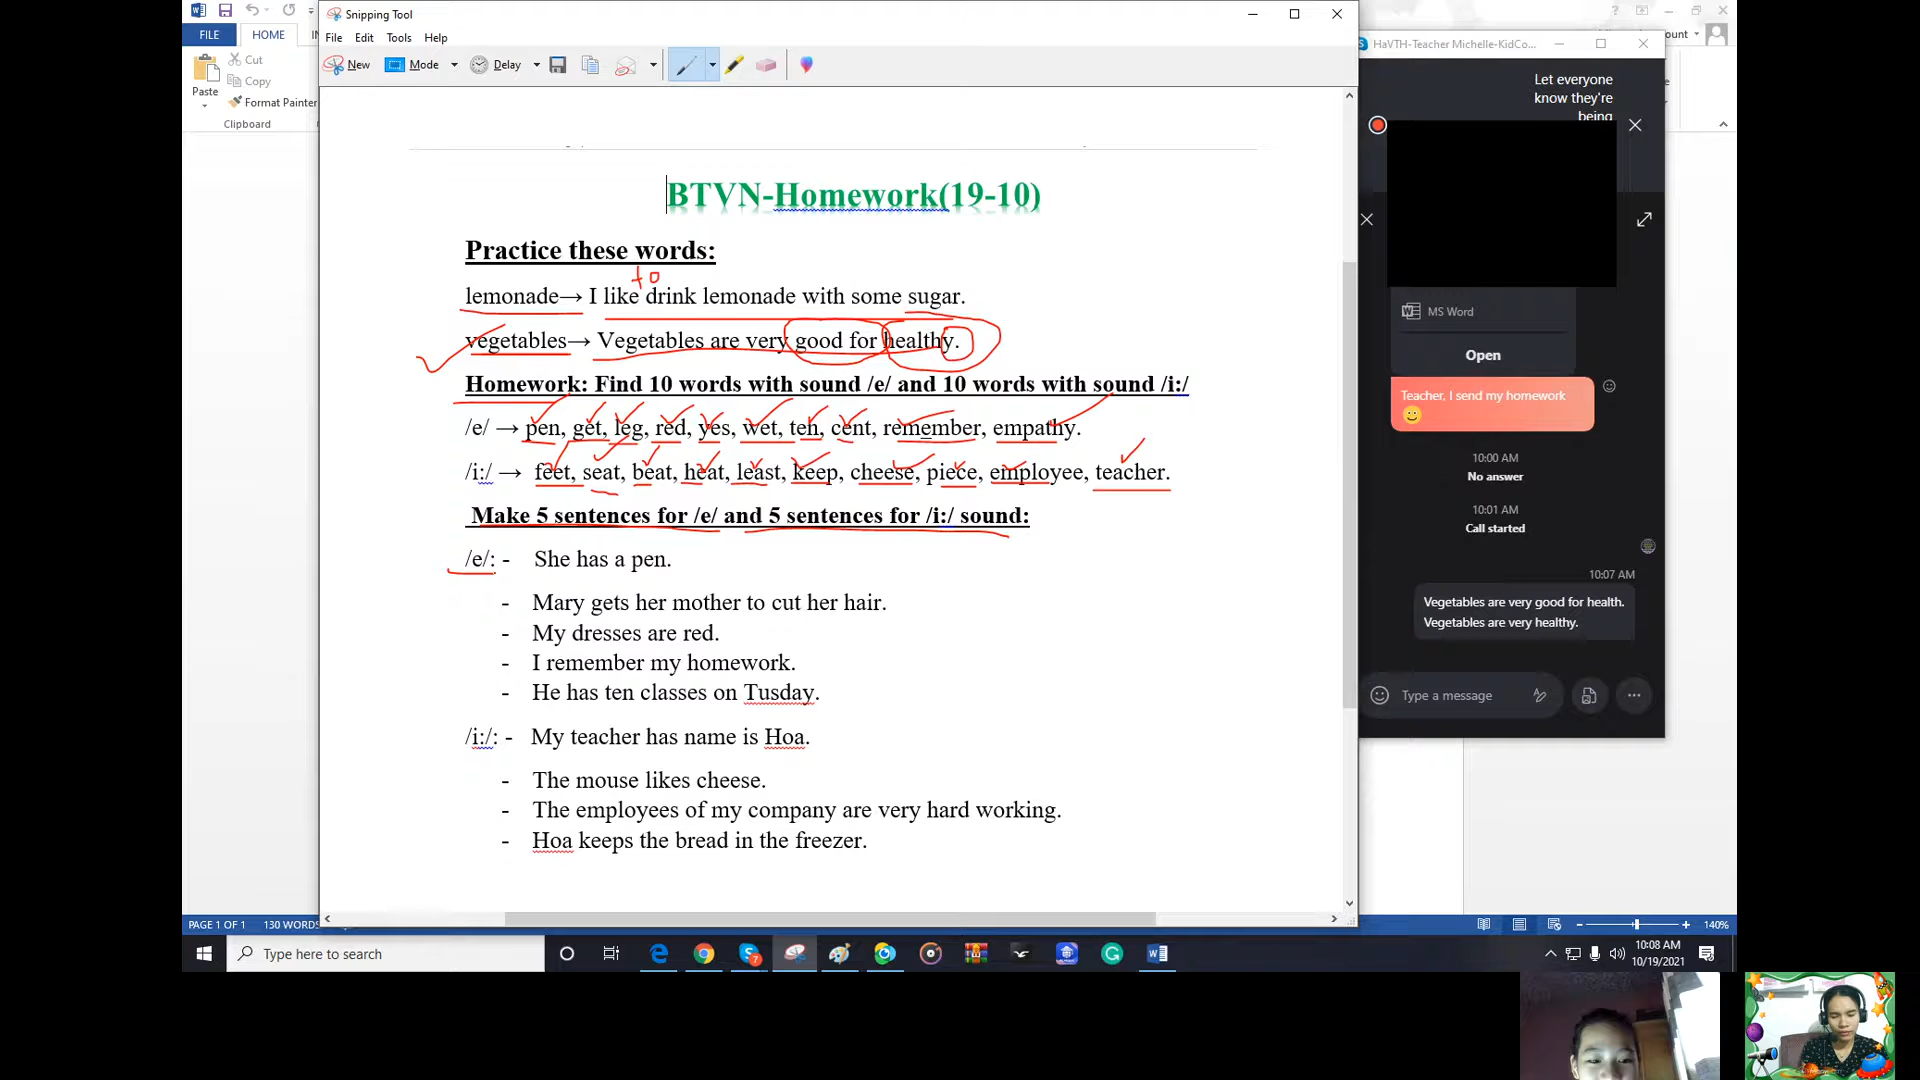 Snipping Tool
HaVTH-Teacher Michelle-KidCo...
FILE
HOME
File Edit Tools Help
Cut
Copy
Paste
Format Painter
Clipboard
New Mode Delay
Let everyone
know they're
being
BTVN-Homework(19-10)
Practice these words:
to
lemonade→ I like drink lemonade with some sugar.
vegetables→ Vegetables are very good for healthy.
Homework: Find 10 words with sound /e/ and 10 words with sound /i:/
/e/ → pen, get, leg, red, yes, wet, ten, cent, remember, empathy.
/i:/ → feet, seat, beat, heat, least, keep, cheese, piece, employee, teacher.
Make 5 sentences for /e/ and 5 sentences for /i:/ sound:
/e/: - She has a pen.
- Mary gets her mother to cut her hair.
- My dresses are red.
- I remember my homework.
- He has ten classes on Tusday.
/i:/: - My teacher has name is Hoa.
- The mouse likes cheese.
- The employees of my company are very hard working.
- Hoa keeps the bread in the freezer.
MS Word
Open
Teacher, I send my homework
10:00 AM
No answer
10:01 AM
Call started
10:07 AM
Vegetables are very good for health.
Vegetables are very healthy.
Type a message
PAGE 1 OF 1 130 WORDS
140%
Type here to search
10:08 AM
10/19/2021